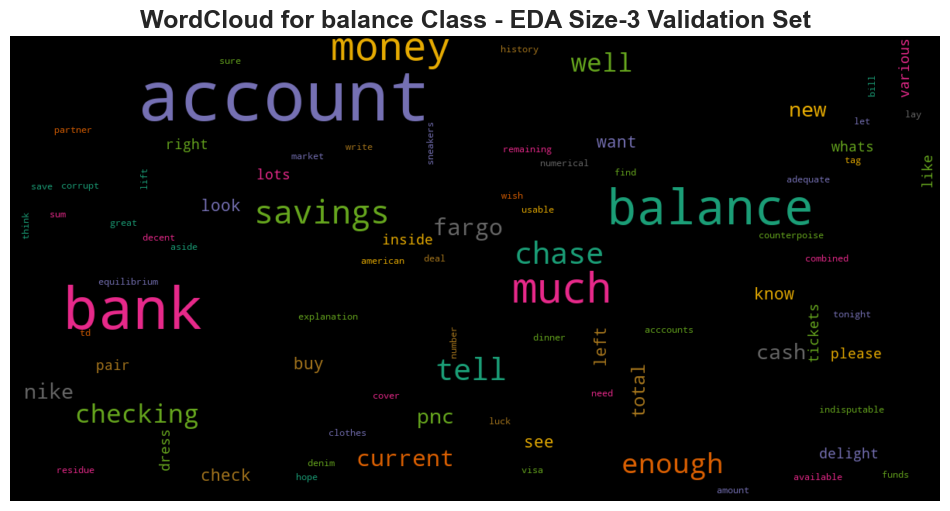 WordCloud for balance Class - EDA Size-3 Validation Set
money
history
sure
well
various
account
bill
new
lay
let
partner
sneakers
right
write
want
whats
remaining
market
numerical
tag
like
lots
find
lift
adequate
save
corrupt
wish
look
savings
usable
balance
sum
think
great
fargo
decent
inside
counterpoise
aside
chase
american
deal
combined
equilibrium
much
know
bank
explanation
tonight
td
number
dinner
left
acccounts
tickets
cash
please
pair
buy
tell
nike
cover
need
total
checking
pnc
indisputable
luck
clothes
see
dress
current
enough
delight
residue
check
denim
hope
visa
available
funds
amount